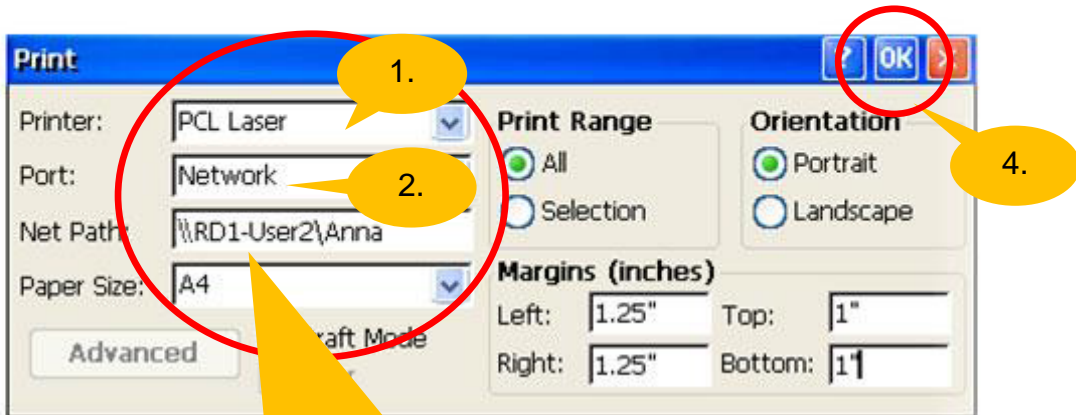 Print
? OK X
1.
4.
Printer: PCL Laser
Port: Network
2.
Net Path: \\RD1-User2\Anna
Paper Size: A4
Advanced
raft Mode
Print Range
All
Selection
Orientation
Portrait
Landscape
Margins (inches)
Left: 1.25" Top: 1"
Right: 1.25" Bottom: 1"